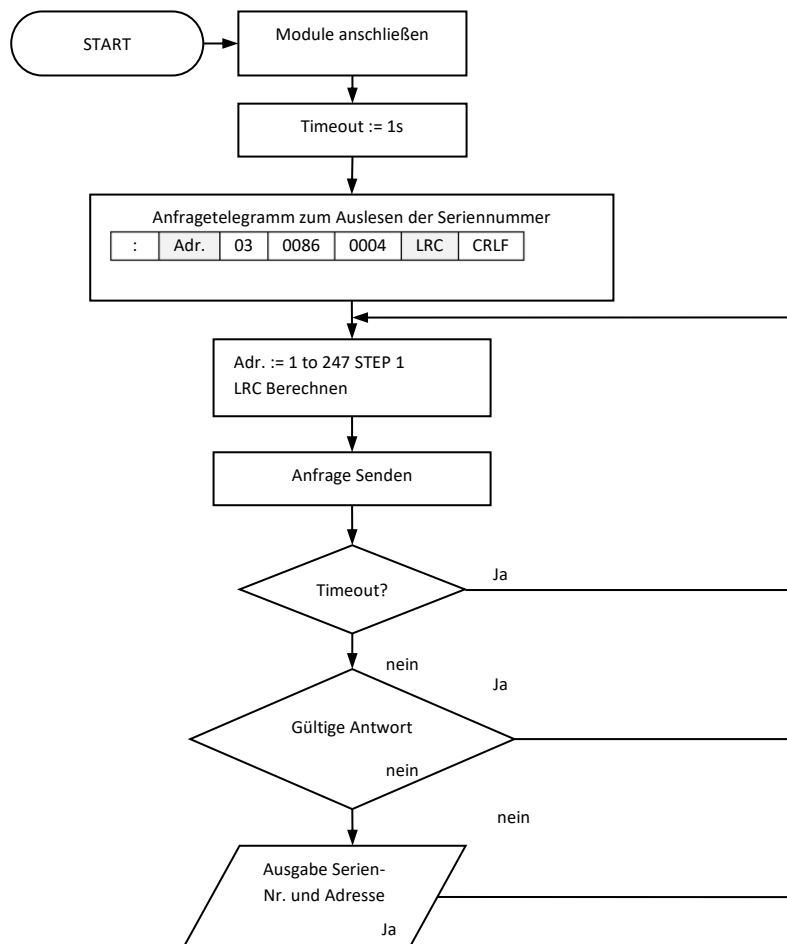 START
Module anschließen
Timeout := 1s
Anfragetelegramm zum Auslesen der Seriennummer
: Adr. 03 0086 0004 LRC CRLF
Adr. := 1 to 247 STEP 1
LRC Berechnen
Anfrage Senden
Timeout?
Ja
nein
Ja
Gültige Antwort
nein
nein
Ausgabe Serien-
Nr. und Adresse
Ja